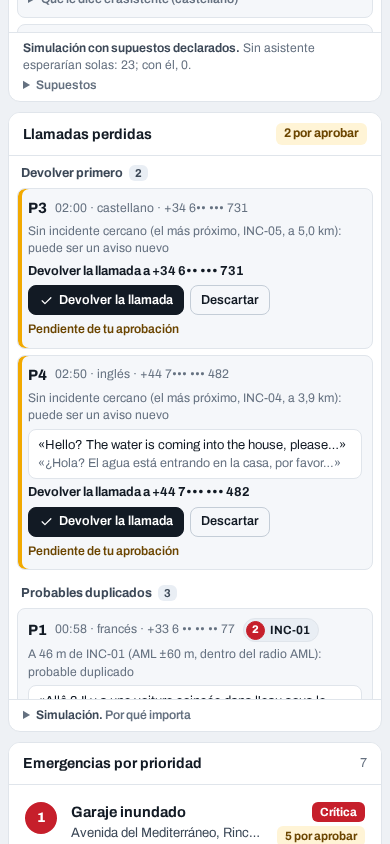 Simulación con supuestos declarados. Sin asistente
esperarían solas: 23; con él, 0.
Supuestos
Llamadas perdidas
2 por aprobar
Devolver primero 2
P3 02:00 · castellano · +34 6•• ••• 731
Sin incidente cercano (el más próximo, INC-05, a 5,0 km):
puede ser un aviso nuevo
Devolver la llamada a +34 6•• ••• 731
Devolver la llamada
Descartar
Pendiente de tu aprobación
P4 02:50 · inglés · +44 7••• ••• 482
Sin incidente cercano (el más próximo, INC-04, a 3,9 km):
puede ser un aviso nuevo
«Hello? The water is coming into the house, please...»
«¿Hola? El agua está entrando en la casa, por favor...»
Devolver la llamada a +44 7••• ••• 482
Devolver la llamada
Descartar
Pendiente de tu aprobación
Probables duplicados 3
P1 00:58 · francés · +33 6 •• •• •• 77 2 INC-01
A 46 m de INC-01 (AML ±60 m, dentro del radio AML):
probable duplicado
Simulación. Por qué importa
Emergencias por prioridad 7
1 Garaje inundado
Crítica
Avenida del Mediterráneo, Rinc...
5 por aprobar